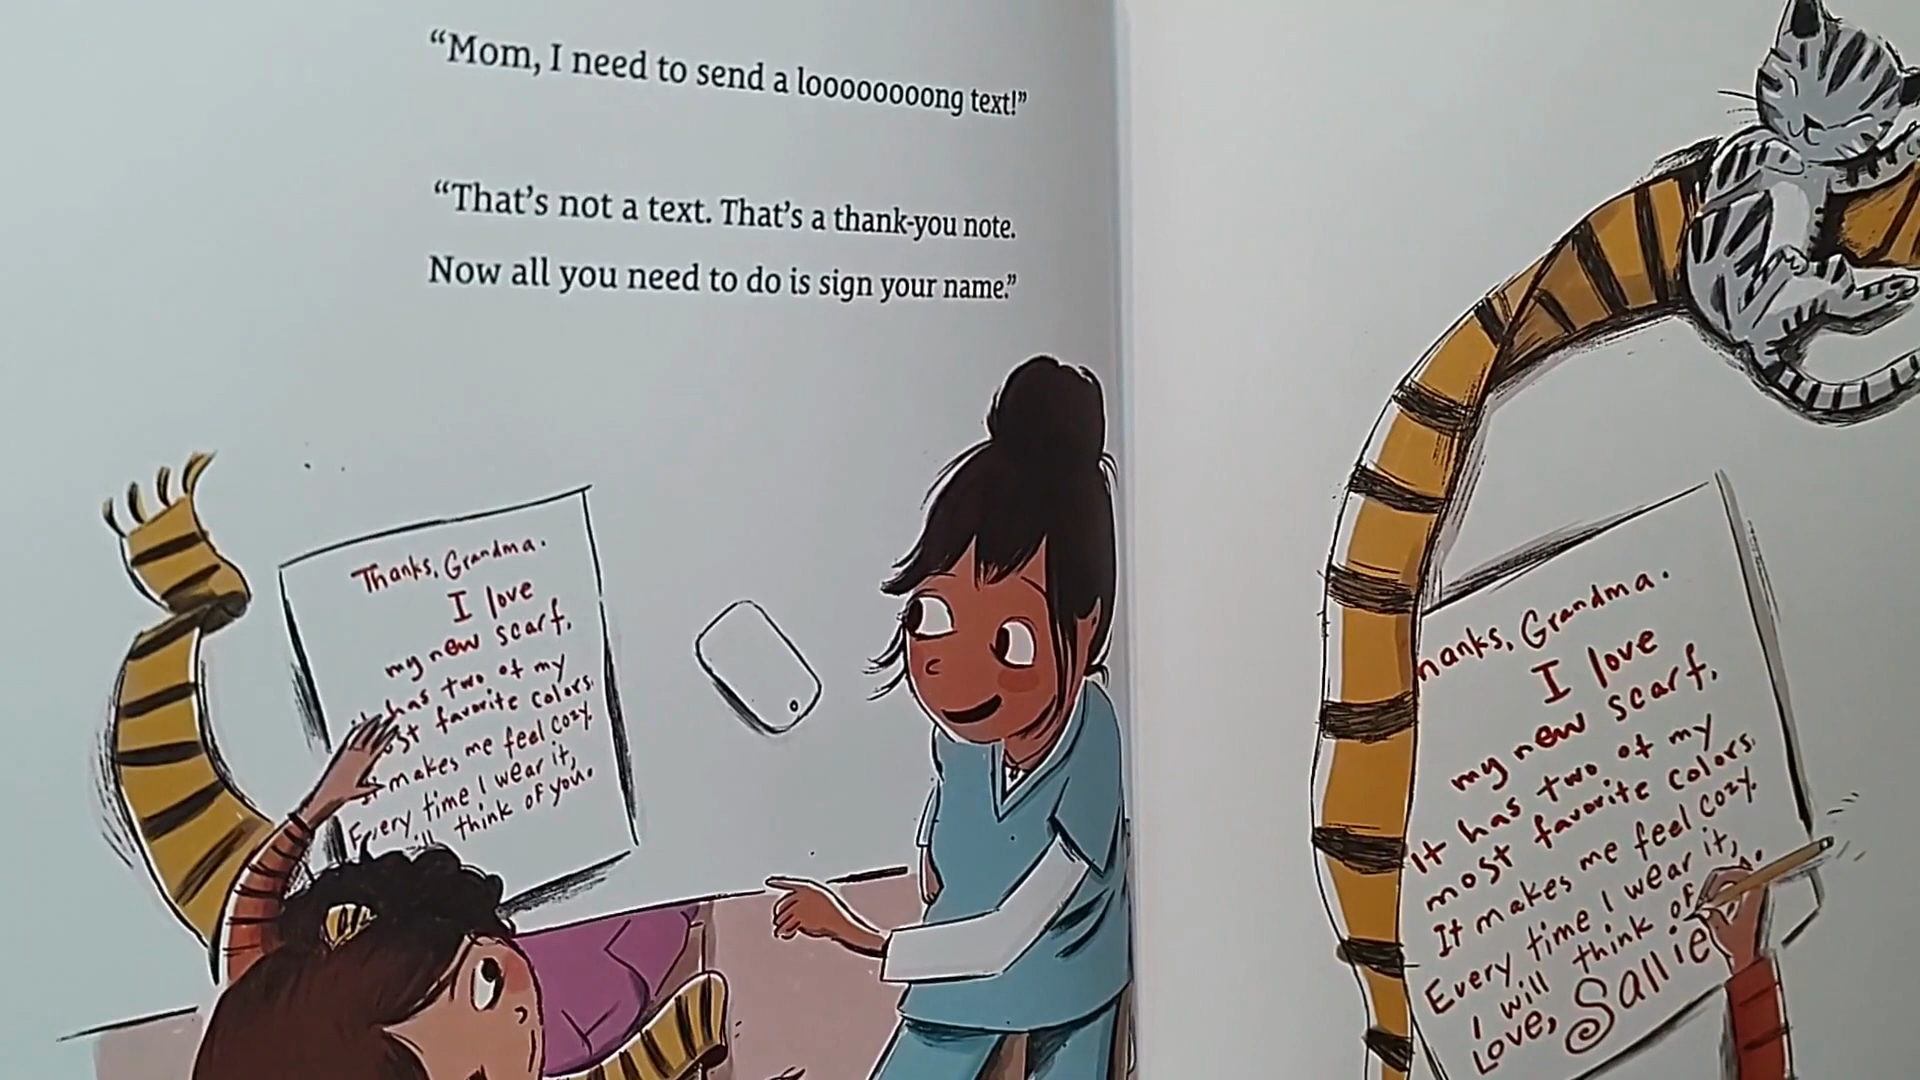 “Mom, I need to send a loooooooong text!”
“That’s not a text. That’s a thank-you note.
Now all you need to do is sign your name.”
Thanks, Grandma.
I love
my new scarf.
has two of my
favorite colors.
makes me feel cozy.
Every time I wear it,
think of you.
hanks, Grandma.
I love
my new scarf.
It has two of my
most favorite colors.
It makes me feel cozy.
Every time I wear it,
I will think of
Love, Sallie